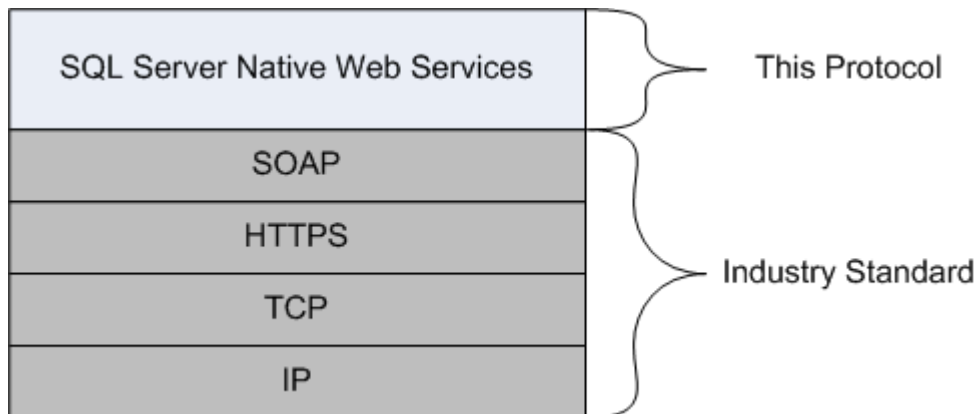 SQL Server Native Web Services
This Protocol
SOAP
HTTPS
TCP
IP
Industry Standard